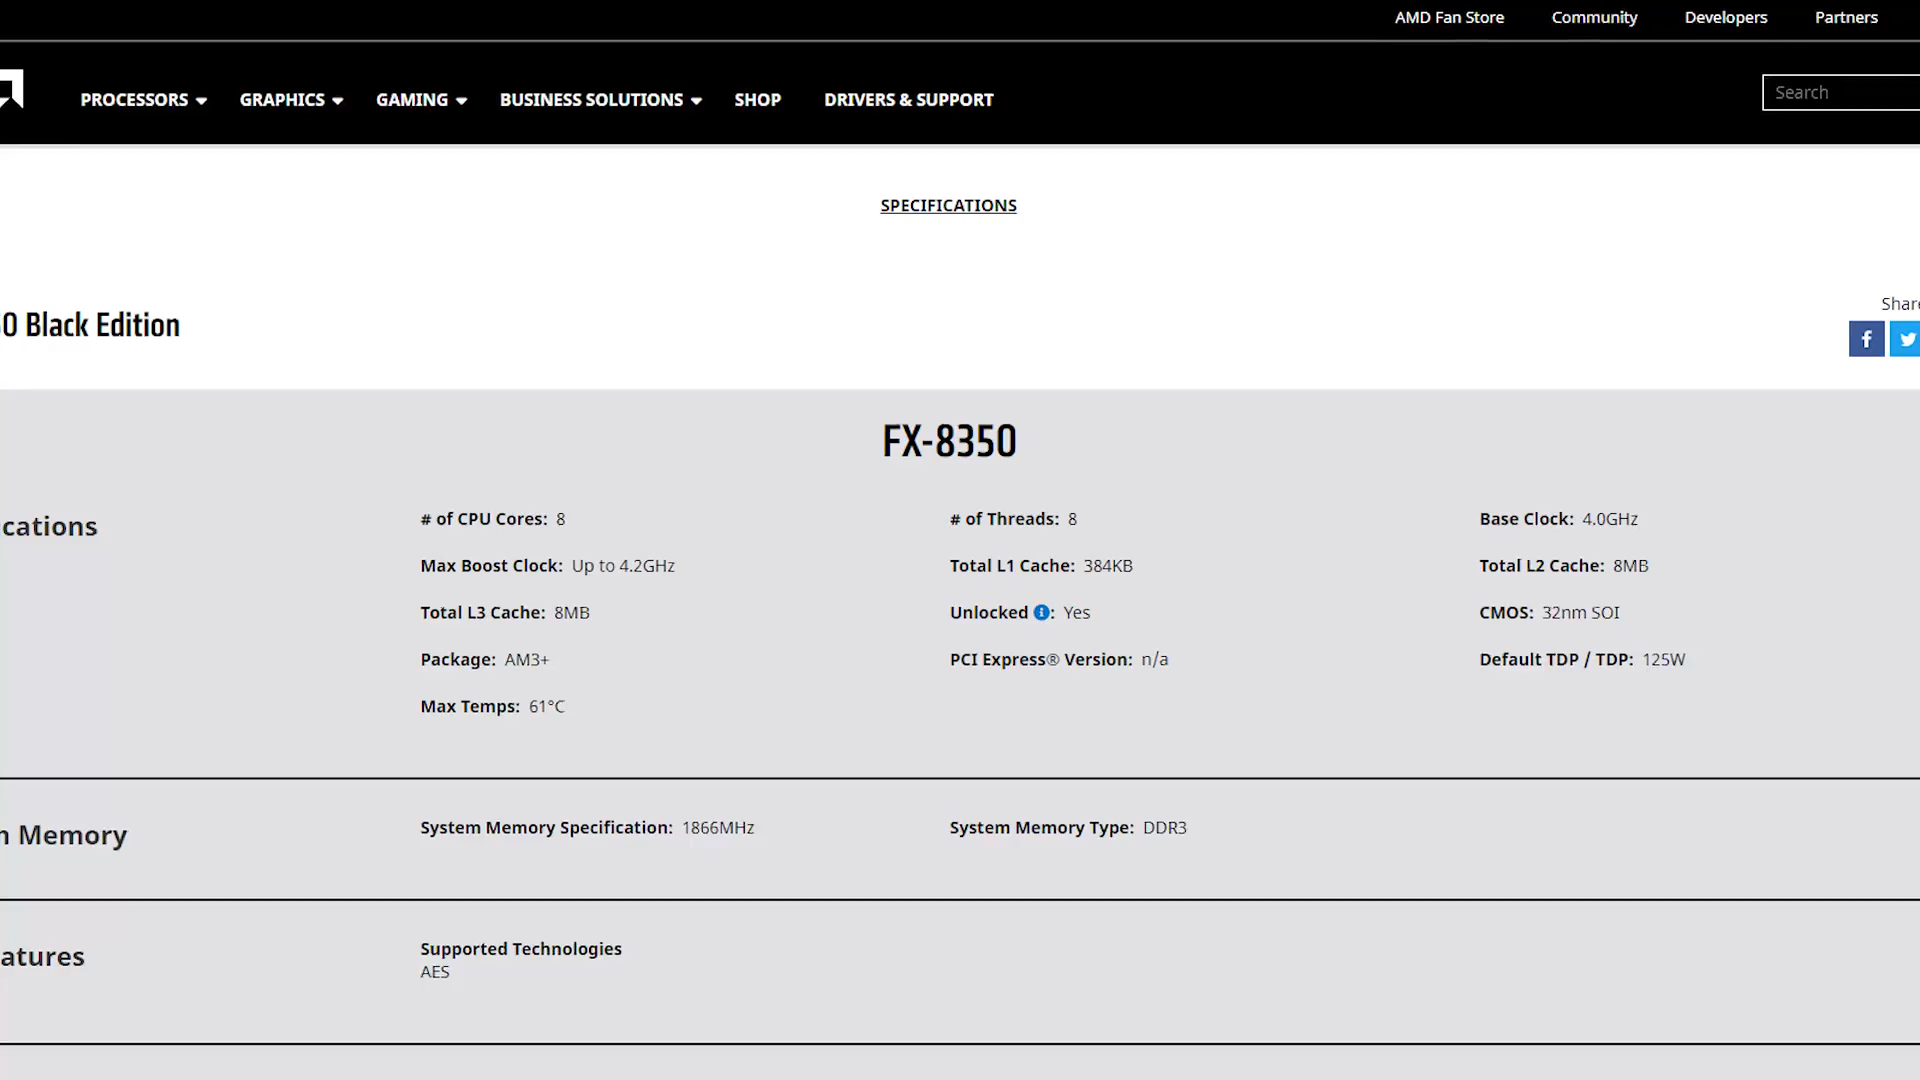 AMD Fan Store Community Developers Partners
PROCESSORS GRAPHICS GAMING BUSINESS SOLUTIONS SHOP DRIVERS & SUPPORT Search
SPECIFICATIONS
Share
0 Black Edition
FX-8350
cations
# of CPU Cores: 8 # of Threads: 8 Base Clock: 4.0GHz
Max Boost Clock: Up to 4.2GHz Total L1 Cache: 384KB Total L2 Cache: 8MB
Total L3 Cache: 8MB Unlocked : Yes CMOS: 32nm SOI
Package: AM3+ PCI Express® Version: n/a Default TDP / TDP: 125W
Max Temps: 61°C
Memory
System Memory Specification: 1866MHz System Memory Type: DDR3
atures
Supported Technologies
AES